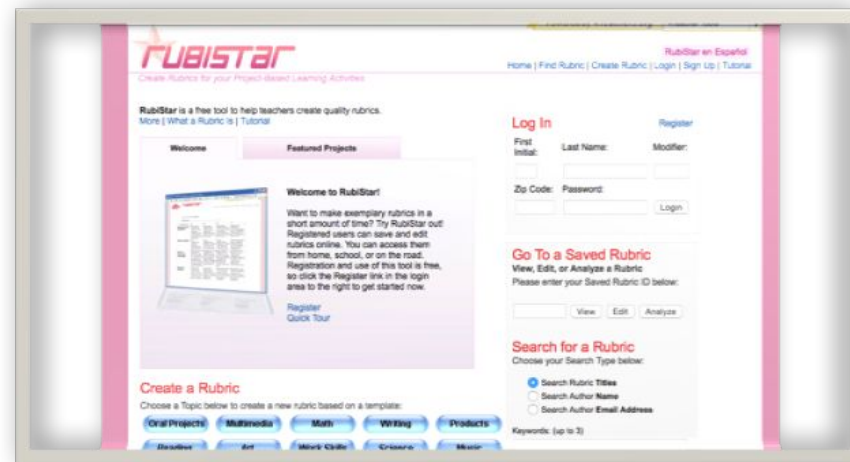 RUBISTAR
RubiStar en Español
Home | Find Rubric | Create Rubric | Login | Sign Up | Tutorial
Create Rubrics for your Project-Based Learning Activities
RubiStar is a free tool to help teachers create quality rubrics.
More | What a Rubric Is | Tutorial
Welcome
Featured Projects
Welcome to RubiStar!
Want to make exemplary rubrics in a
short amount of time? Try RubiStar out!
Registered users can save and edit
rubrics online. You can access them
from home, school, or on the road.
Registration and use of this tool is free,
so click the Register link in the login
area to the right to get started now.
Register
Quick Tour
Create a Rubric
Choose a Topic below to create a new rubric based on a template:
Oral Projects
Multimedia
Math
Writing
Products
Reading
Art
Work Skills
Science
Music
Log In
Register
First
Initial:
Last Name:
Modifier:
Zip Code:
Password:
Login
Go To a Saved Rubric
View, Edit, or Analyze a Rubric
Please enter your Saved Rubric ID below:
View
Edit
Analyze
Search for a Rubric
Choose your Search Type below:
Search Rubric Titles
Search Author Name
Search Author Email Address
Keywords: (up to 3)